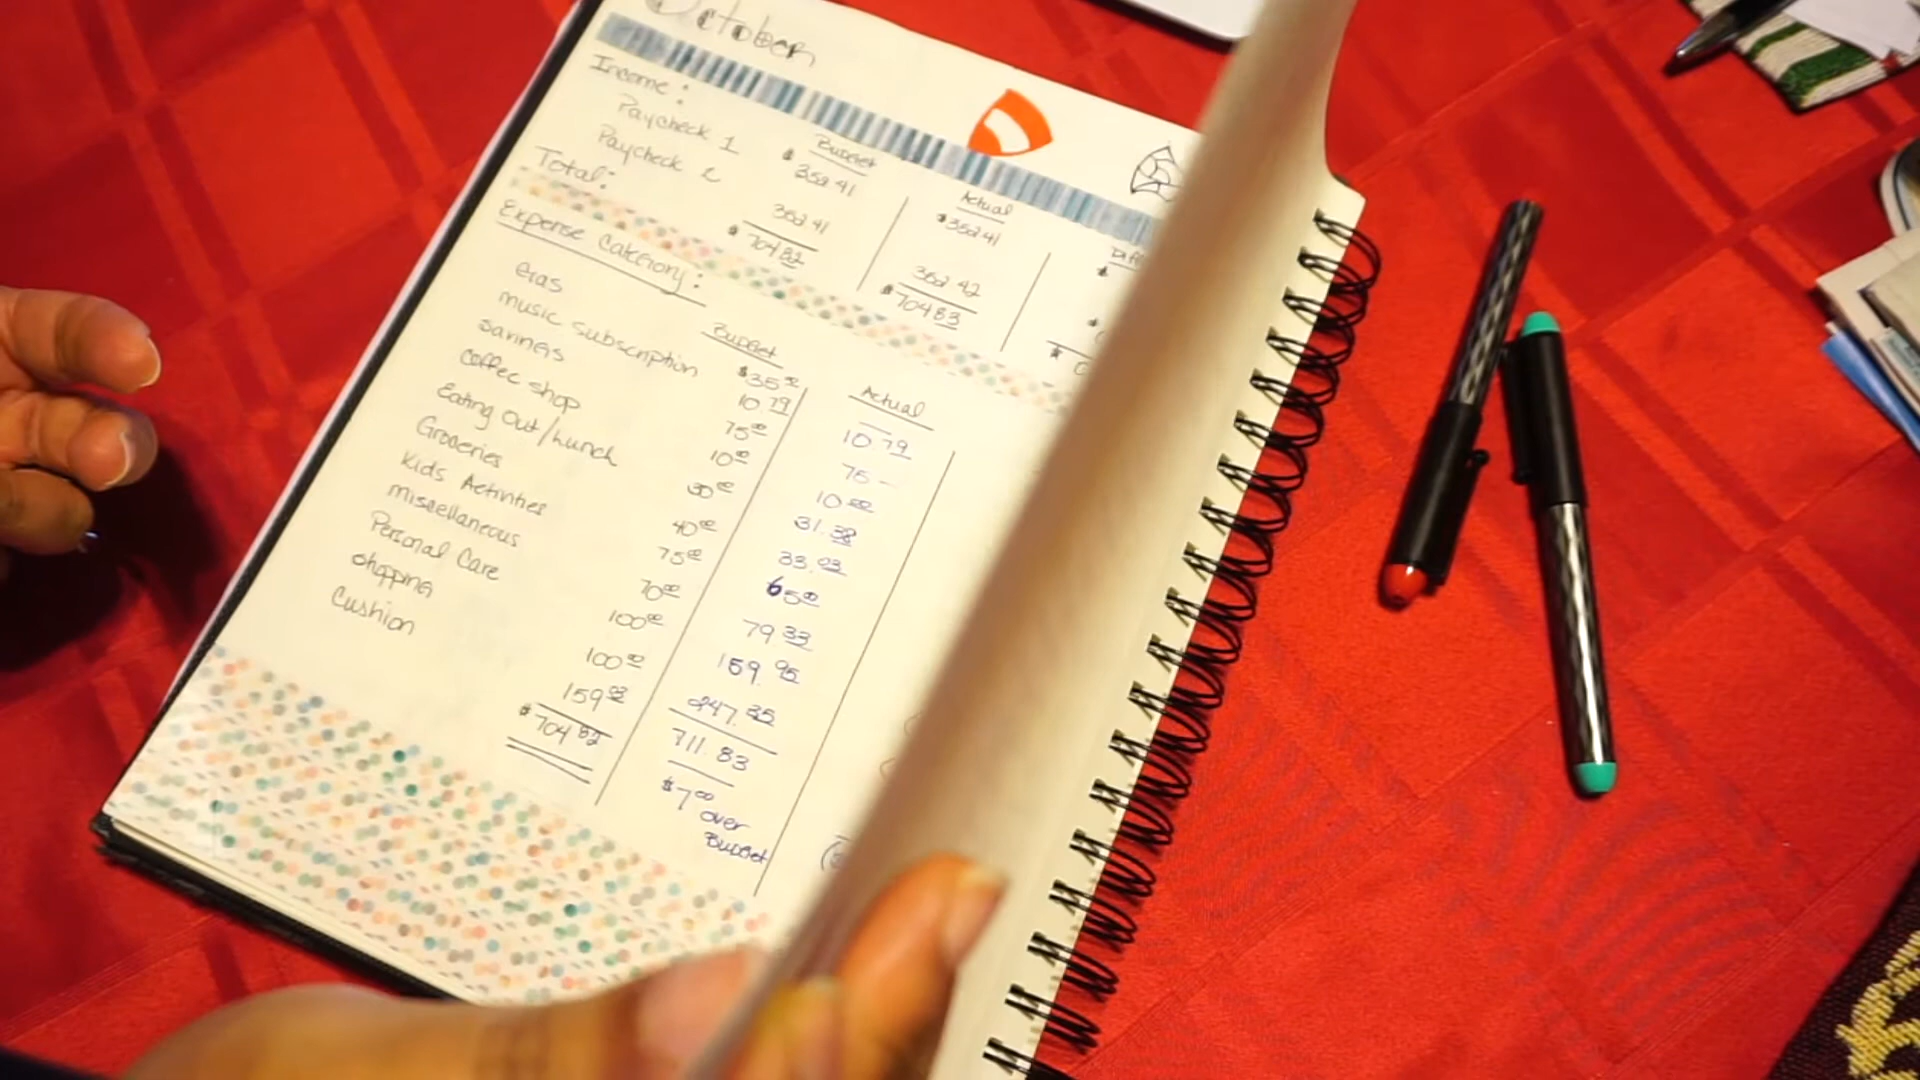 October
Income:
Paycheck 1
Paycheck 2
Total:
Budget
$ 352 41
352 41
$ 704 82
Actual
$352 41
352 42
$704 83
Diff
Expense Category:
Gas
music subscription
Coffee shop
Eating Out/Lunch
Groceries
Kids Activities
miscellaneous
Personal Care
shopping
Cushion
Budget
$35 00
10.79
75 00
10 00
30 00
40 00
75 00
70 00
100 00
100 00
159 03
$704 82
Actual
—
10.79
75 –
10.00
31.38
33.03
65 00
79 33
159.95
247.35
711.83
$7 00
over
Budget